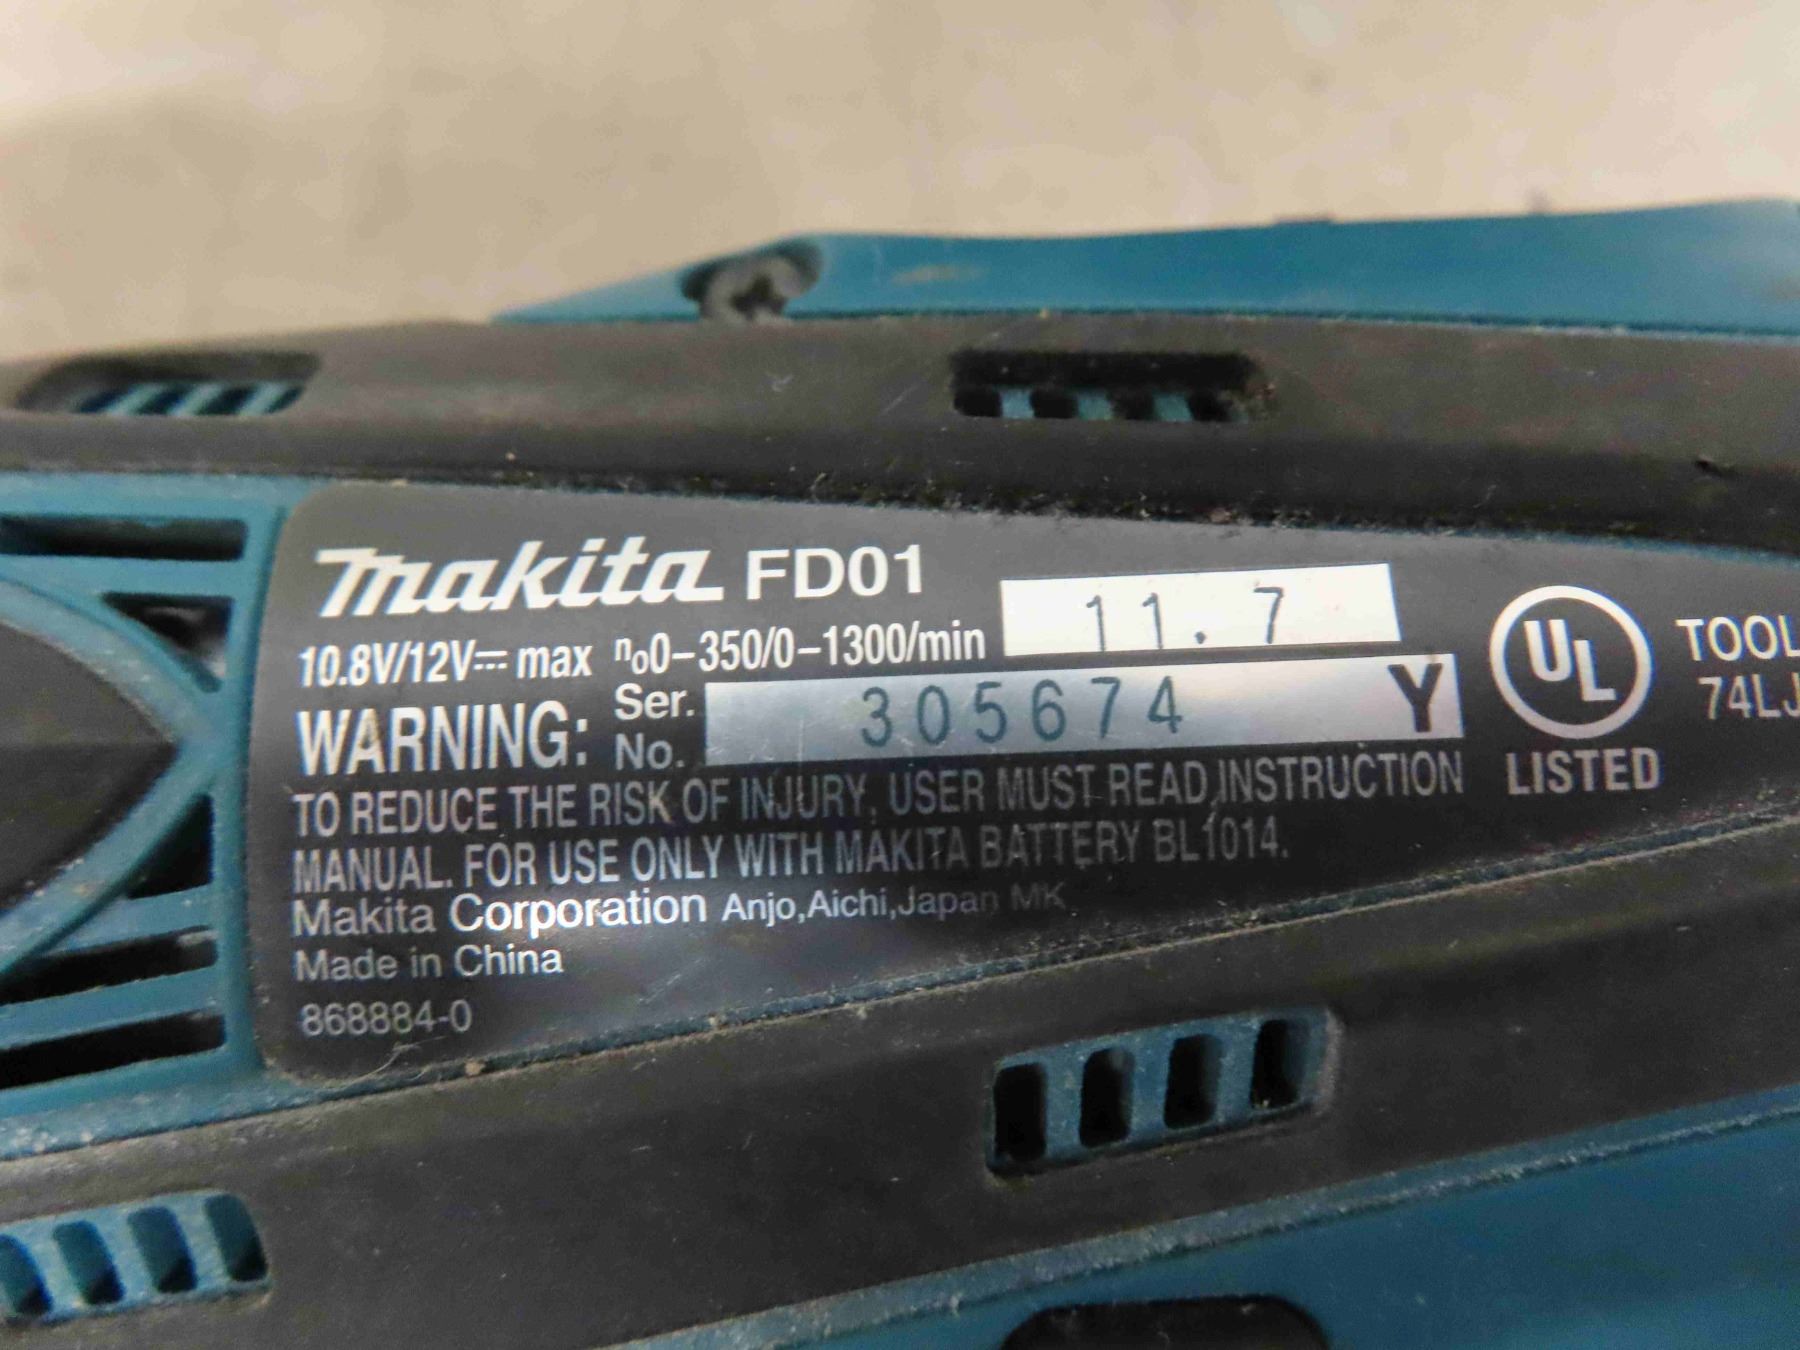 makita FD01
11. 7
10.8V/12V⎓ max n₀0-350/0-1300/min
WARNING: Ser. No. 305674 Y
TO REDUCE THE RISK OF INJURY, USER MUST READ INSTRUCTION
MANUAL. FOR USE ONLY WITH MAKITA BATTERY BL1014.
Makita Corporation Anjo,Aichi,Japan MK
Made in China
868884-0
UL
LISTED
TOOL
74LJ